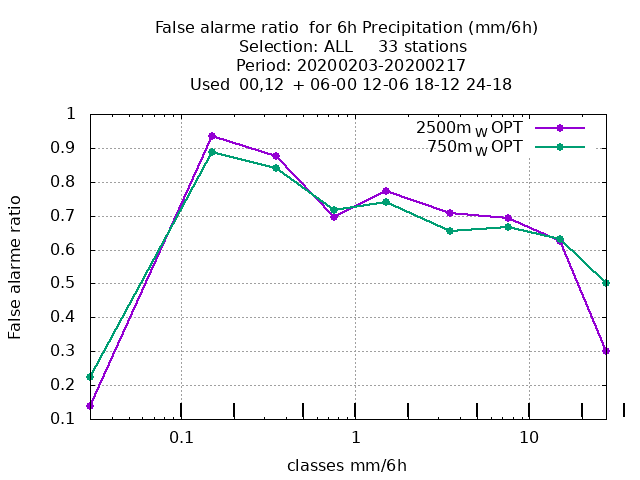 False alarme ratio  for 6h Precipitation (mm/6h)
Selection: ALL     33 stations
Period: 20200203-20200217
Used  00,12  + 06-00 12-06 18-12 24-18
2500m_W OPT
750m_W OPT
1
0.9
0.8
0.7
0.6
0.5
0.4
0.3
0.2
0.1
False alarme ratio
0.1 1 10
classes mm/6h